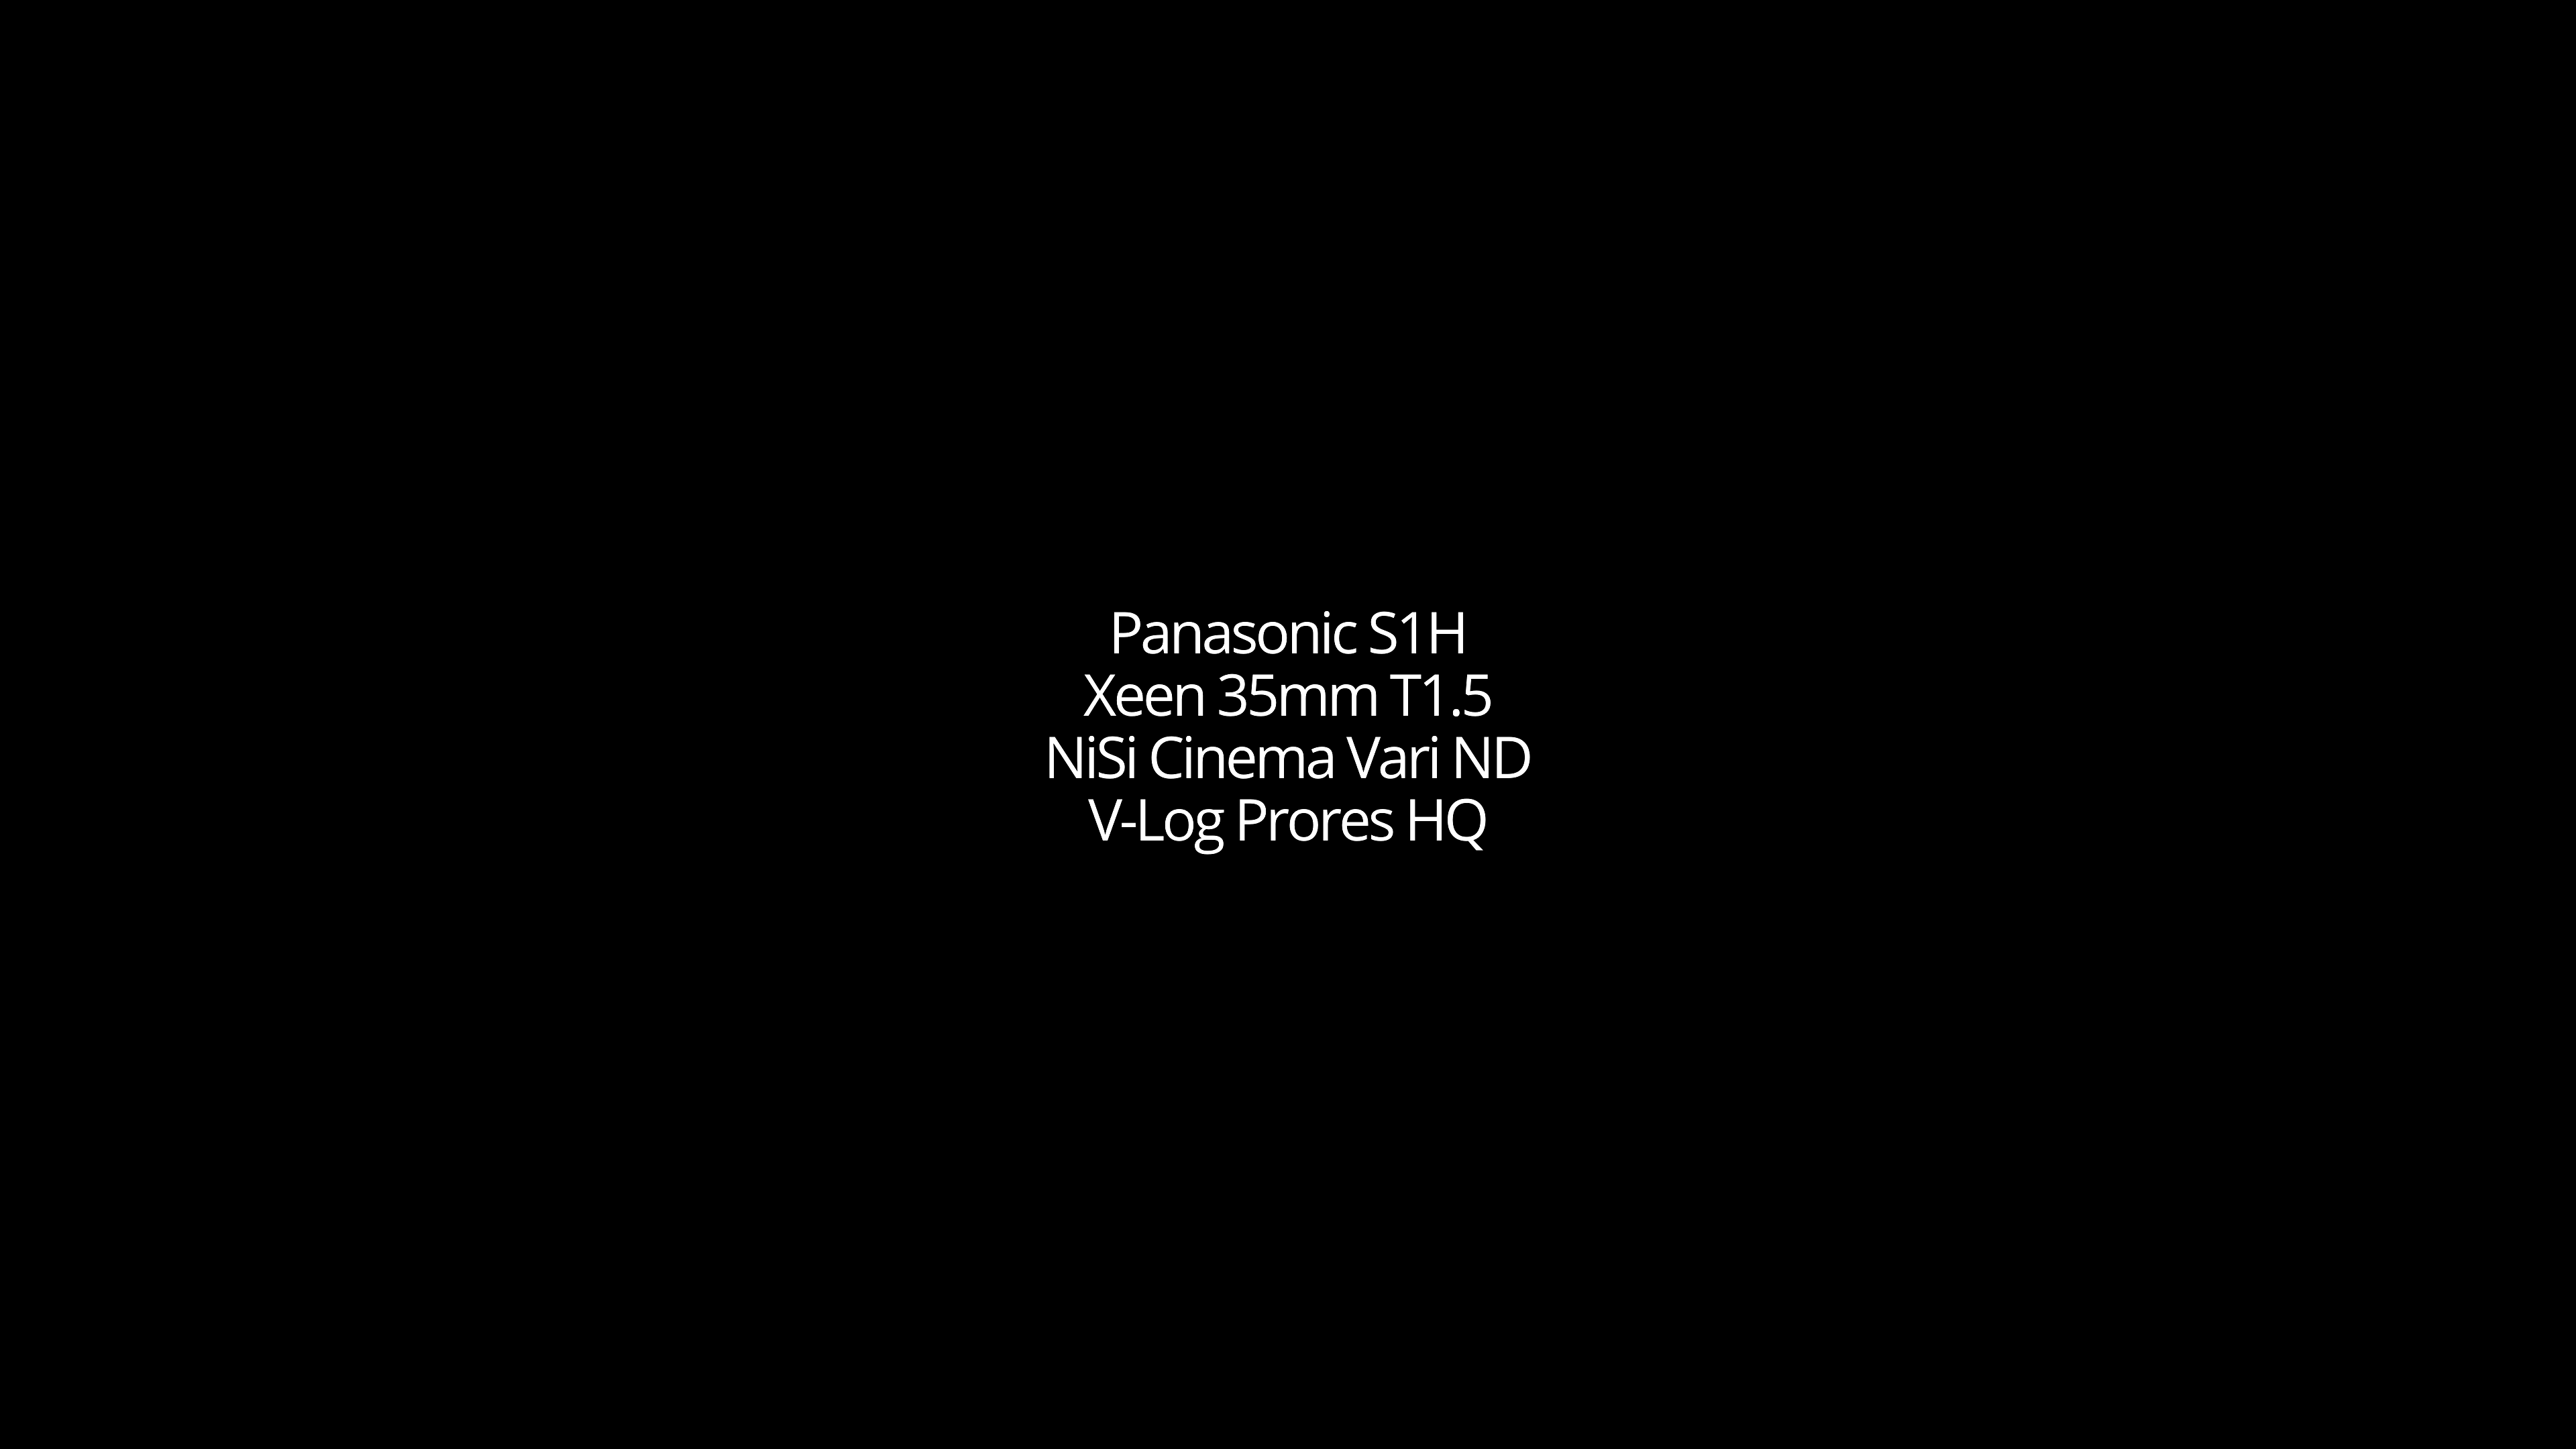 Panasonic S1H
Xeen 35mm T1.5
NiSi Cinema Vari ND
V-Log Prores HQ